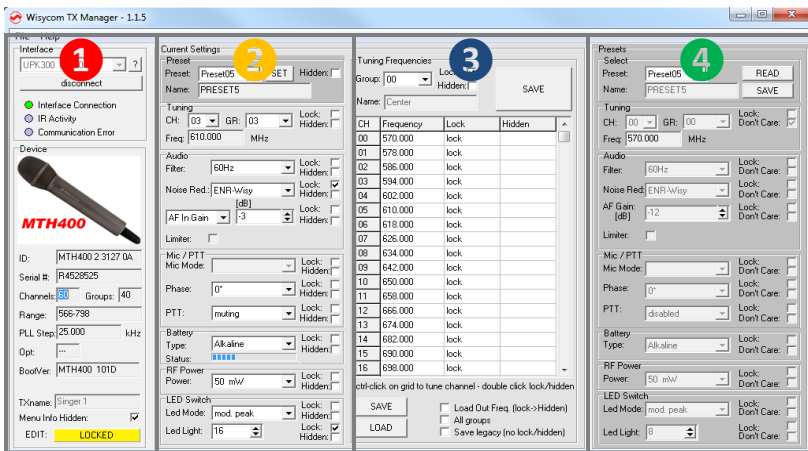 Wisycom TX Manager - 1.1.5
File Help
Interface
UPK300
?
disconnect
Interface Connection
IR Activity
Communication Error
Device
MTH400
ID: MTH400 2 3127 0A
Serial #: R4528525
Channels: 60 Groups: 40
Range: 566-798
PLL Step: 25.000 kHz
Opt: ---
BootVer: MTH400 101D
TXname: Singer 1
Menu Info Hidden:
EDIT: LOCKED
1
Current Settings
2
Preset
Preset: Preset05 SET Hidden:
Name: PRESET5
Tuning
CH: 03 GR: 03 Lock:
Hidden:
Freq: 610.000 MHz
Audio
Filter: 60Hz Lock:
Hidden:
Noise Red.: ENR-Wisy Lock:
Hidden:
[dB]
AF In Gain -3 Lock:
Hidden:
Limiter:
Mic / PTT
Mic Mode: Lock:
Hidden:
Phase: 0° Lock:
Hidden:
PTT: muting Lock:
Hidden:
Battery
Type: Alkaline Lock:
Hidden:
Status:
RF Power
Power: 50 mW Lock:
Hidden:
LED Switch
Led Mode: mod. peak Lock:
Hidden:
Led Light: 16 Lock:
Hidden:
3
Tuning Frequencies
Group: 00 Lock:
Hidden:
SAVE
Name: Center
CH Frequency Lock Hidden
00 570.000 lock
01 578.000 lock
02 586.000 lock
03 594.000 lock
04 602.000 lock
05 610.000 lock
06 618.000 lock
07 626.000 lock
08 634.000 lock
09 642.000 lock
10 650.000 lock
11 658.000 lock
12 666.000 lock
13 674.000 lock
14 682.000 lock
15 690.000 lock
16 698.000 lock
ctrl-click on grid to tune channel - double click lock/hidden
SAVE
LOAD
Load Out Freq. (lock->Hidden)
All groups
Save legacy (no lock/hidden)
4
Presets
Select
Preset: Preset05 READ
Name: PRESET5 SAVE
Tuning
CH: 00 GR: 00 Lock:
Don't Care:
Freq: 570.000 MHz
Audio
Filter: 60Hz Lock:
Don't Care:
Noise Red: ENR-Wisy Lock:
Don't Care:
AF Gain: [dB] -12 Lock:
Don't Care:
Limiter:
Mic / PTT
Mic Mode: Lock:
Don't Care:
Phase: 0° Lock:
Don't Care:
PTT: disabled Lock:
Don't Care:
Battery
Type: Alkaline Lock:
Don't Care:
RF Power
Power: 50 mW Lock:
Don't Care:
LED Switch
Led Mode: mod. peak Lock:
Don't Care:
Led Light: 8 Lock:
Don't Care: